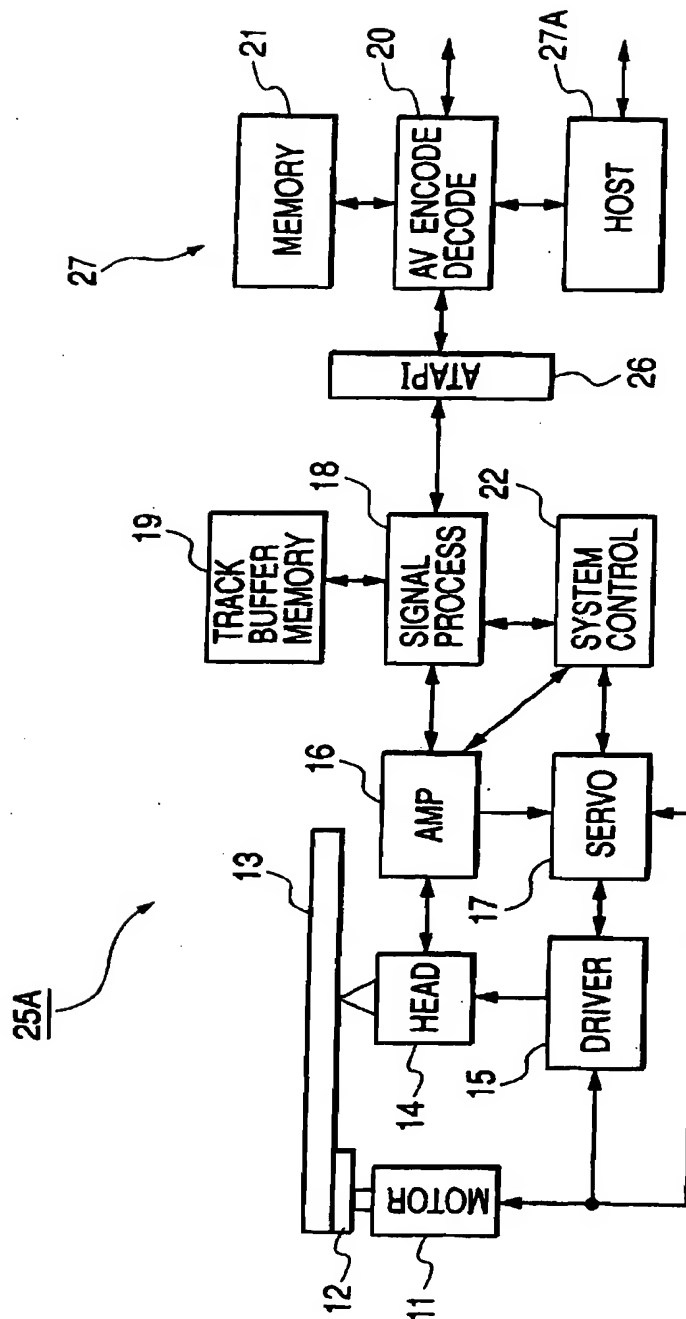 25A
27
21
MEMORY
20
AV ENCODE
DECODE
27A
HOST
ATAPI
26
19
TRACK
BUFFER
MEMORY
18
SIGNAL
PROCESS
22
SYSTEM
CONTROL
16
AMP
17
SERVO
13
14
HEAD
15
DRIVER
12
11
MOTOR